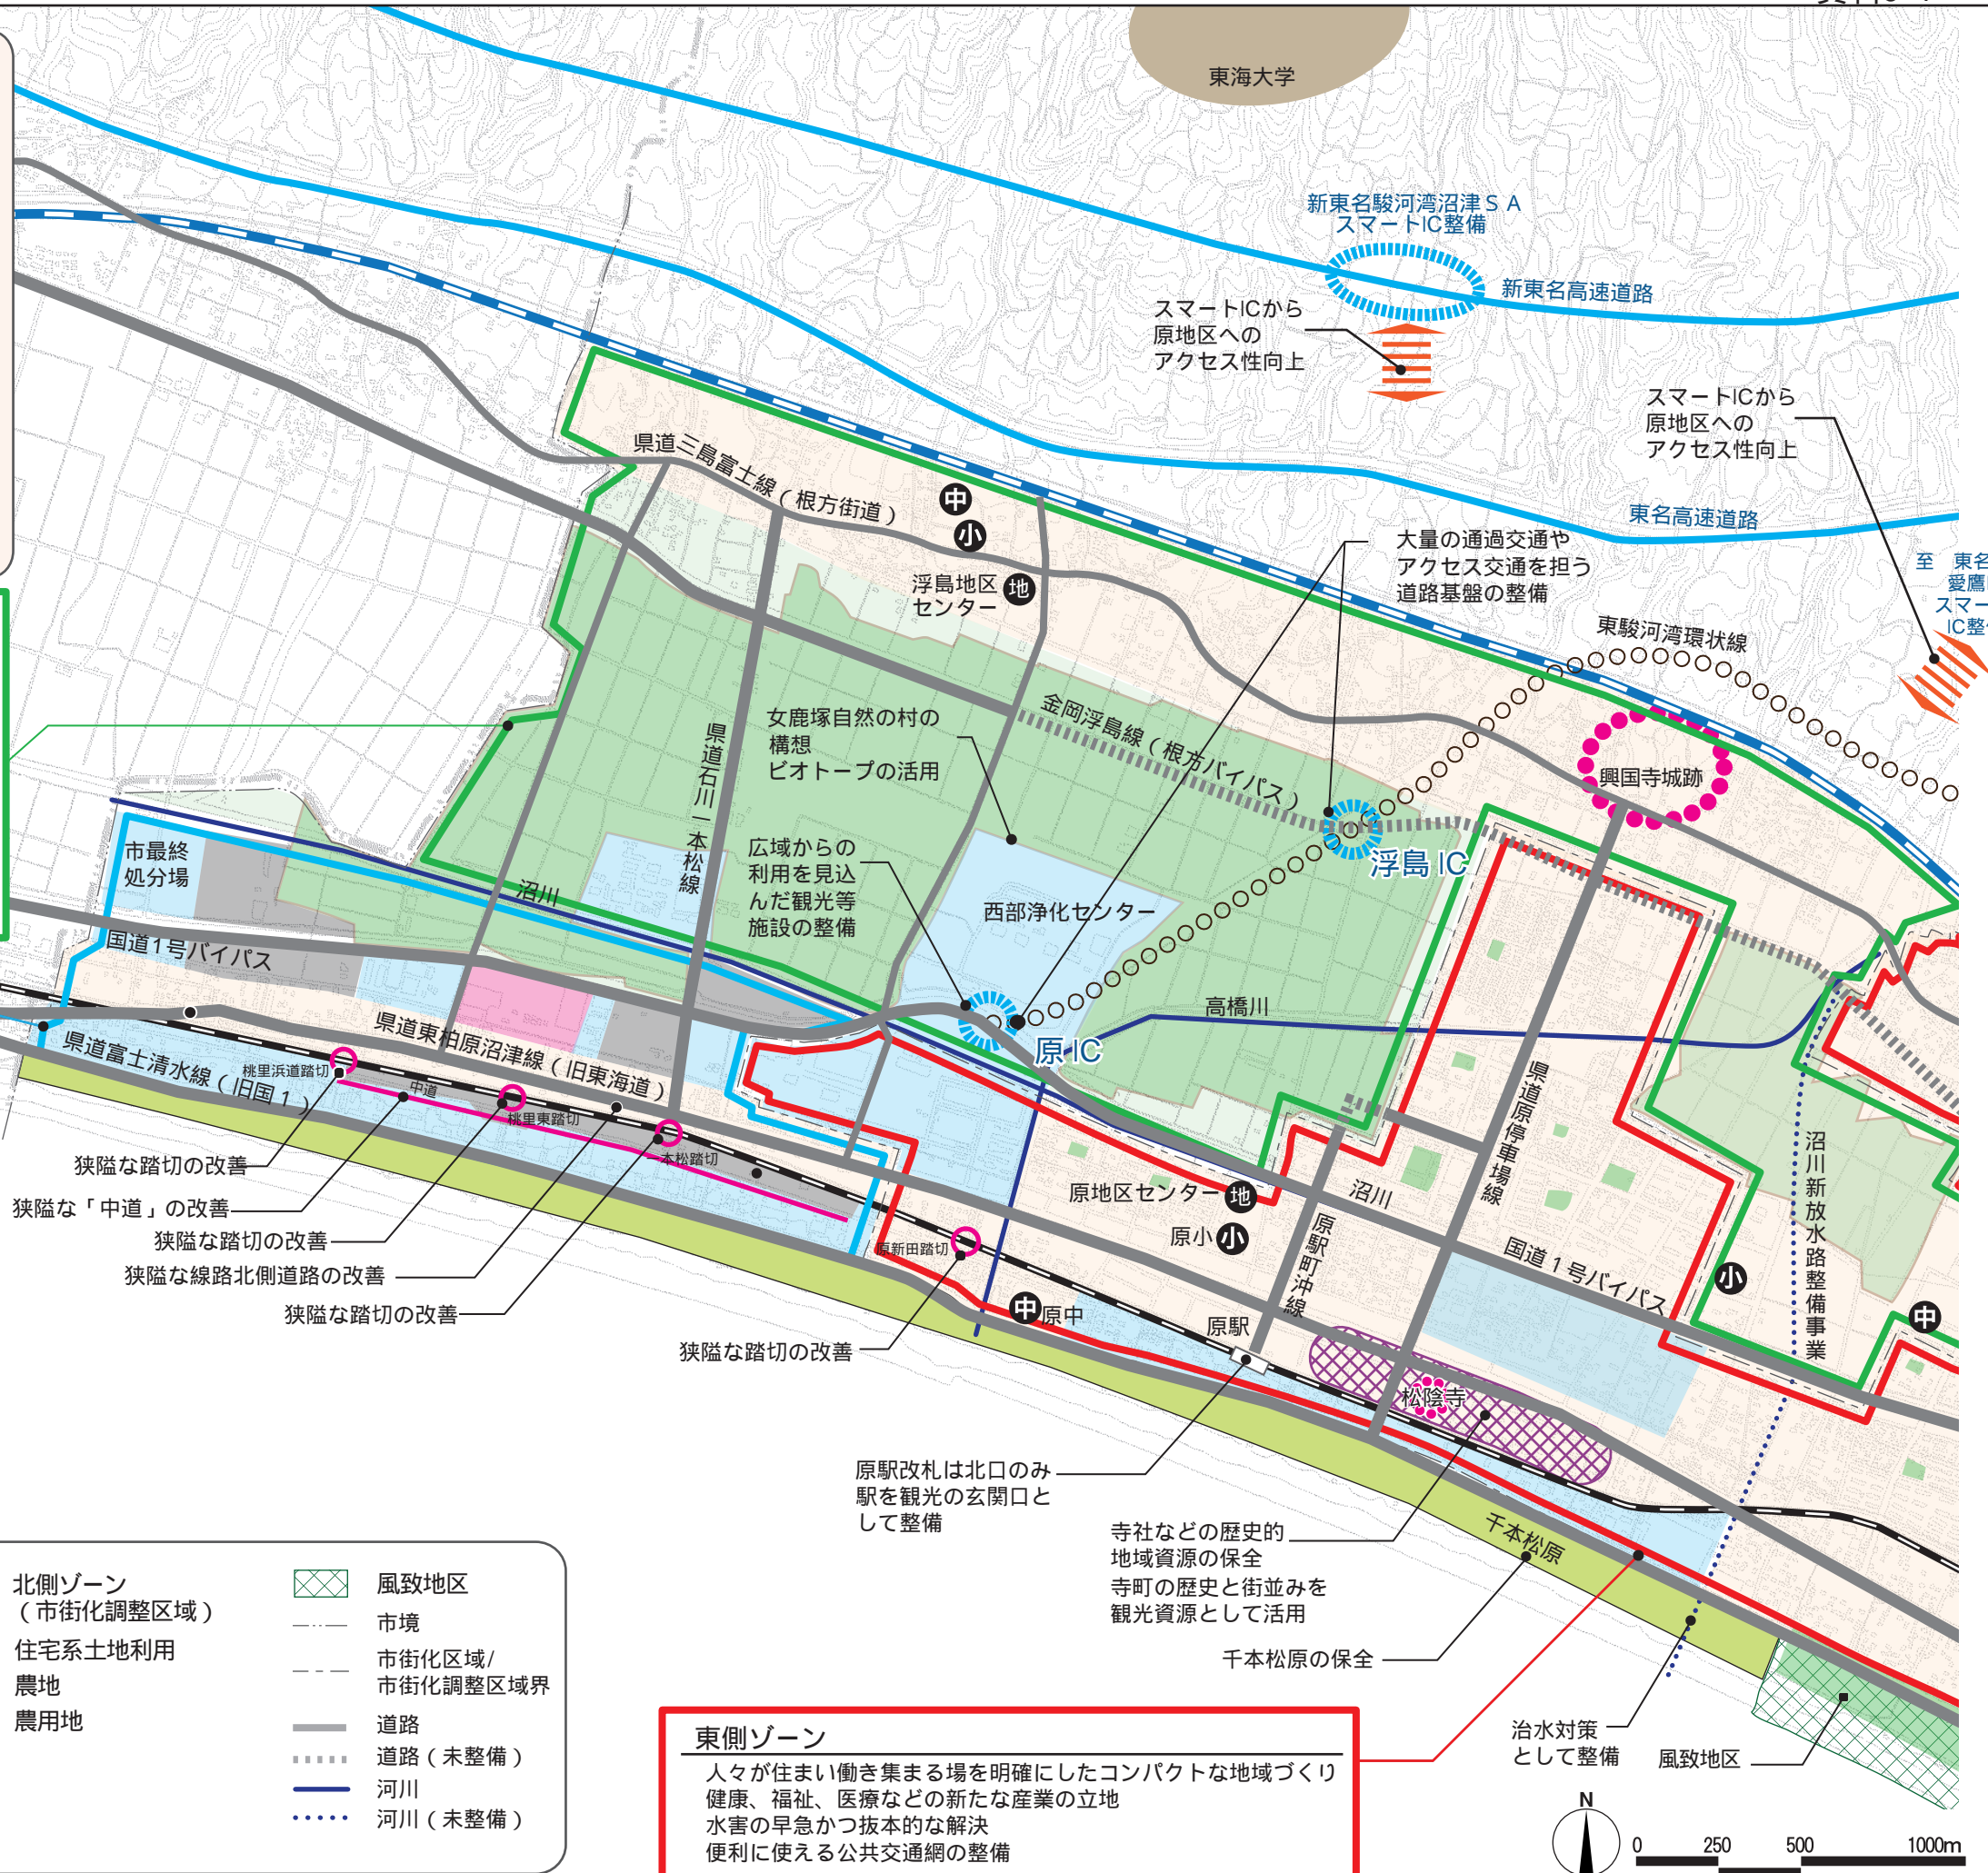 東海大学
新東名駿河湾沼津ＳＡ
スマートIC整備
新東名高速道路
スマートICから
原地区への
アクセス性向上
スマートICから
原地区への
アクセス性向上
東名高速道路
至　東名
愛鷹
スマー
IC整
県道三島富士線（根方街道）
中
小
浮島地区
センター
地
大量の通過交通や
アクセス交通を担う
道路基盤の整備
東駿河湾環状線
金岡浮島線（根方バイパス）
女鹿塚自然の村の
構想
ビオトープの活用
県道石川一本松線
興国寺城跡
広域からの
利用を見込
んだ観光等
施設の整備
浮島 IC
市最終
処分場
沼川
西部浄化センター
国道1号バイパス
高橋川
原 IC
県道東柏原沼津線（旧東海道）
県道富士清水線（旧国１）
桃里浜道踏切
中道
桃里東踏切
一本松踏切
県道原停車場線
沼川新放水路整備事業
狭隘な踏切の改善
狭隘な「中道」の改善
狭隘な踏切の改善
狭隘な線路北側道路の改善
狭隘な踏切の改善
狭隘な踏切の改善
原新田踏切
原地区センター
地
原小
小
沼川
原駅町沖線
国道１号バイパス
小
中
中
原中
原駅
松陰寺
原駅改札は北口のみ
駅を観光の玄関口と
して整備
寺社などの歴史的
地域資源の保全
寺町の歴史と街並みを
観光資源として活用
千本松原
千本松原の保全
治水対策
として整備
風致地区
北側ゾーン
（市街化調整区域）
住宅系土地利用
農地
農用地
風致地区
市境
市街化区域/
市街化調整区域界
道路
道路（未整備）
河川
河川（未整備）
東側ゾーン
人々が住まい働き集まる場を明確にしたコンパクトな地域づくり
健康、福祉、医療などの新たな産業の立地
水害の早急かつ抜本的な解決
便利に使える公共交通網の整備
N
0 250 500 1000m